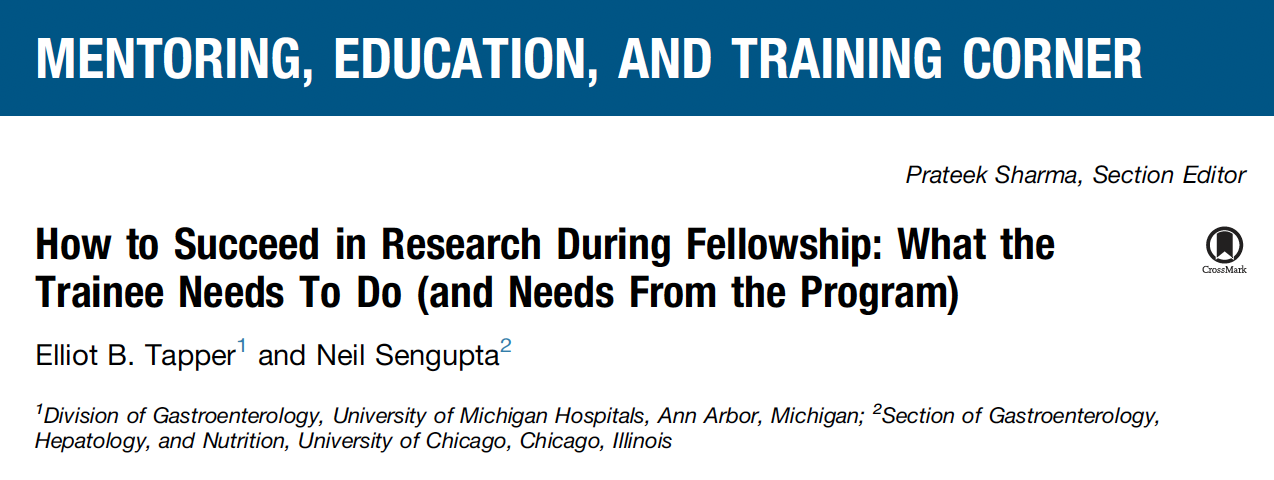 MENTORING, EDUCATION, AND TRAINING CORNER
Prateek Sharma, Section Editor
How to Succeed in Research During Fellowship: What the
Trainee Needs To Do (and Needs From the Program)
CrossMark
Elliot B. Tapper1 and Neil Sengupta2
1Division of Gastroenterology, University of Michigan Hospitals, Ann Arbor, Michigan; 2Section of Gastroenterology,
Hepatology, and Nutrition, University of Chicago, Chicago, Illinois